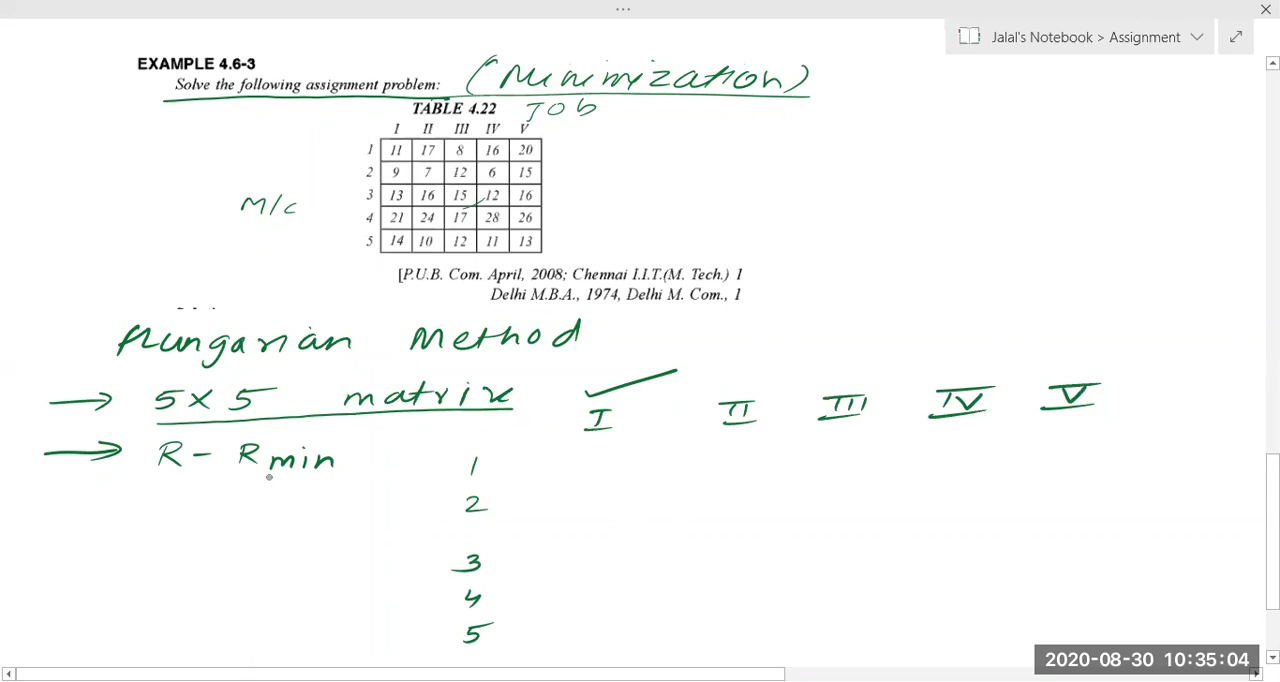 Jalal's Notebook > Assignment
EXAMPLE 4.6-3
Solve the following assignment problem: (Minimization)
TABLE 4.22 JOb
I II III IV V
1 11 17 8 16 20
2 9 7 12 6 15
M/c
3 13 16 15 12 16
4 21 24 17 28 26
5 14 10 12 11 13
[P.U.B. Com. April, 2008; Chennai I.I.T.(M. Tech.) 1
Delhi M.B.A., 1974, Delhi M. Com., 1
Hungarian Method
→ 5 x 5 matrix ✓
I II III IV V
→ R - Rmin
1
2
3
4
5
2020-08-30 10:35:04